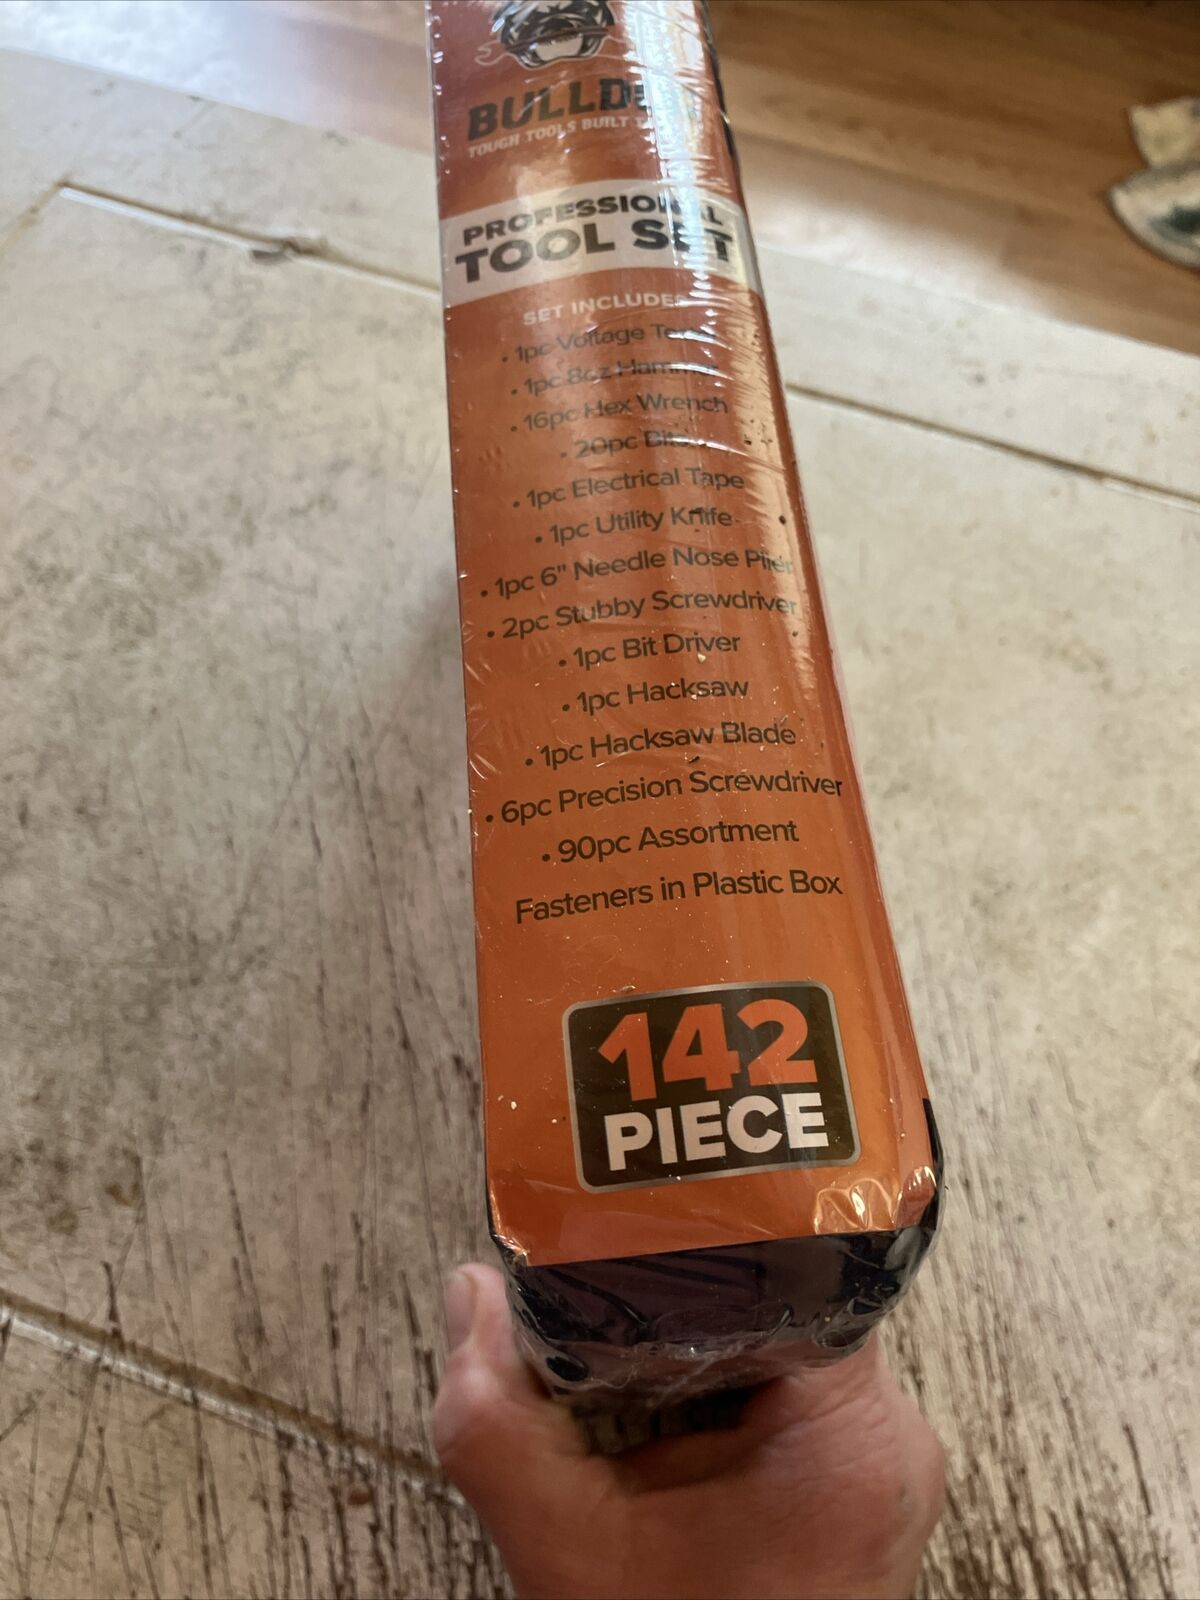 TOUGH TOOLS BUILT
PROFESSIONAL
TOOL SET
SET INCLUDES
• 1pc Voltage
• 1pc 8oz Hammer
• 16pc Hex Wrench
• 20pc Bits
• 1pc Electrical Tape
• 1pc Utility Knife
• 1pc 6" Needle Nose Plier
• 2pc Stubby Screwdriver
• 1pc Bit Driver
• 1pc Hacksaw
• 1pc Hacksaw Blade
• 6pc Precision Screwdriver
• 90pc Assortment
Fasteners in Plastic Box
142
PIECE